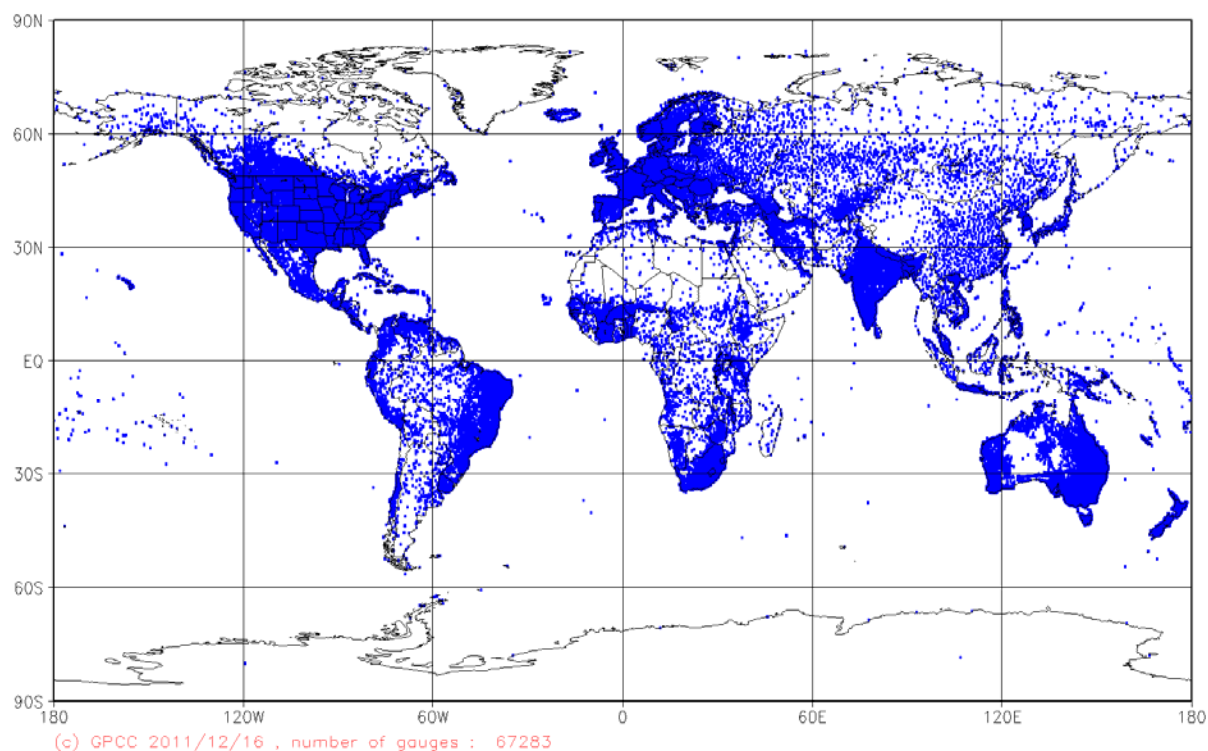 90N
60N
30N
EQ
30S
60S
90S
180 120W 60W 0 60E 120E 180
(c) GPCC 2011/12/16 , number of gauges : 67283